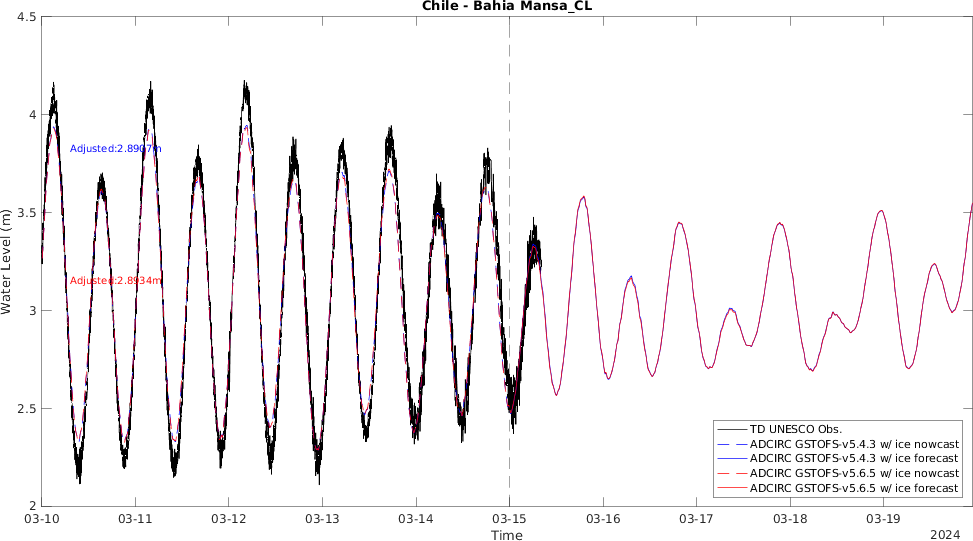 Chile - Bahia Mansa_CL
4.5
4
3.5
3
2.5
2
Water Level (m)
Adjusted:2.8907m
Adjusted:2.8934m
TD UNESCO Obs.
ADCIRC GSTOFS-v5.4.3 w/ ice nowcast
ADCIRC GSTOFS-v5.4.3 w/ ice forecast
ADCIRC GSTOFS-v5.6.5 w/ ice nowcast
ADCIRC GSTOFS-v5.6.5 w/ ice forecast
03-10 03-11 03-12 03-13 03-14 03-15 03-16 03-17 03-18 03-19
Time
2024